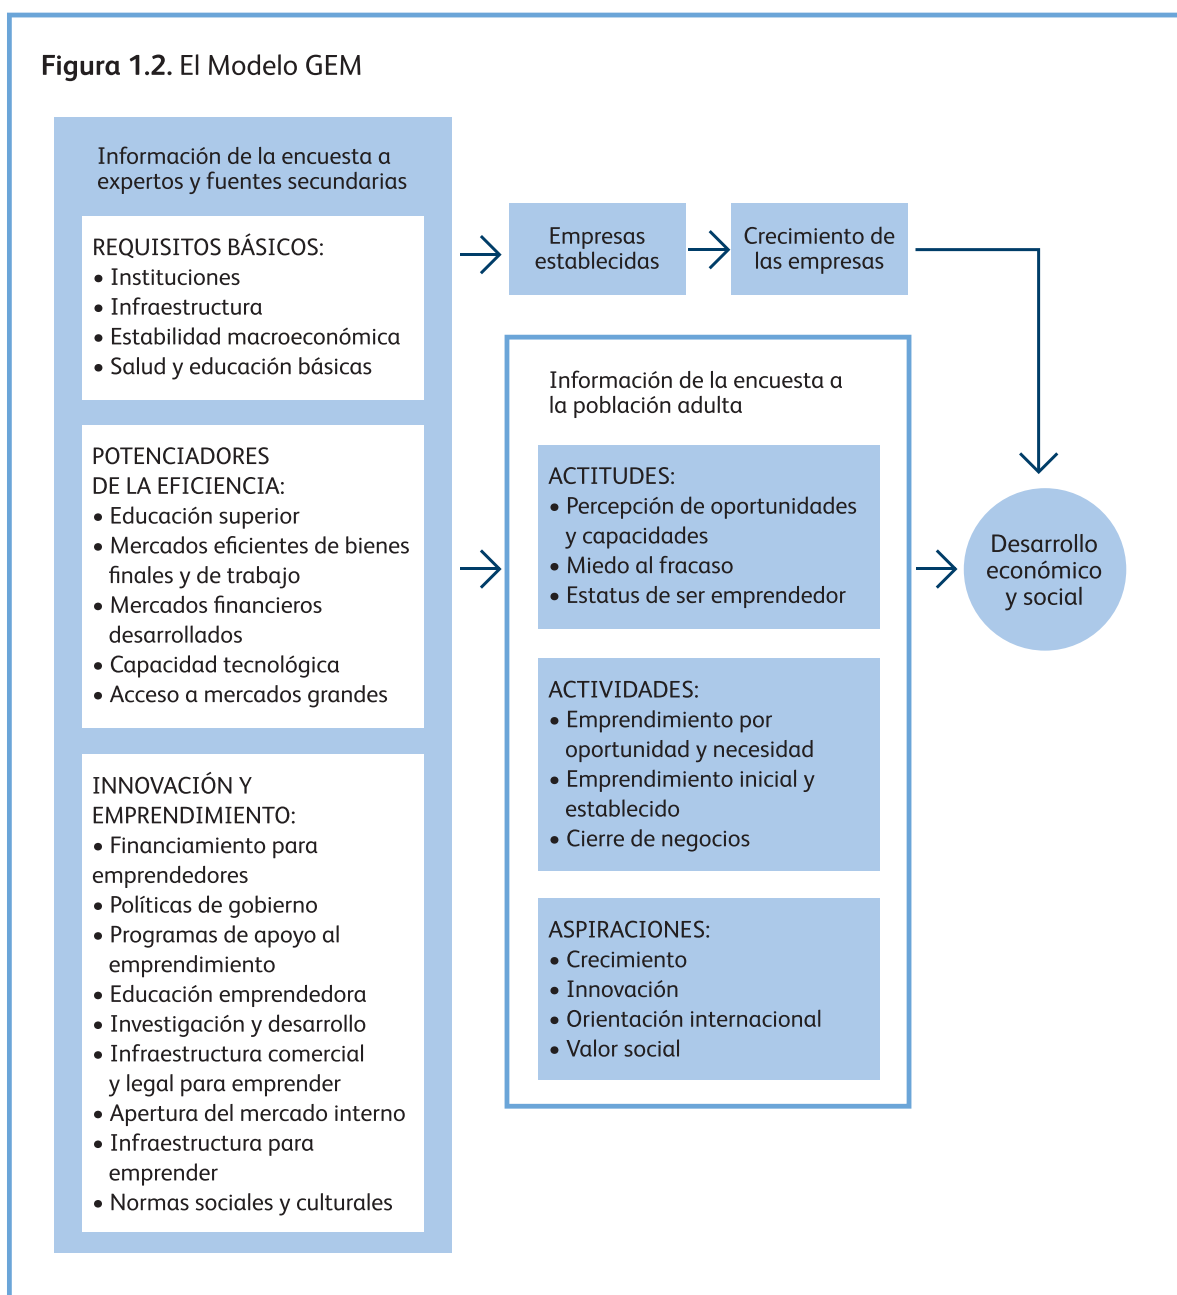 Figura 1.2. El Modelo GEM
Información de la encuesta a
expertos y fuentes secundarias
REQUISITOS BÁSICOS:
• Instituciones
• Infraestructura
• Estabilidad macroeconómica
• Salud y educación básicas
POTENCIADORES
DE LA EFICIENCIA:
• Educación superior
• Mercados eficientes de bienes
finales y de trabajo
• Mercados financieros
desarrollados
• Capacidad tecnológica
• Acceso a mercados grandes
INNOVACIÓN Y
EMPRENDIMIENTO:
• Financiamiento para
emprendedores
• Políticas de gobierno
• Programas de apoyo al
emprendimiento
• Educación emprendedora
• Investigación y desarrollo
• Infraestructura comercial
y legal para emprender
• Apertura del mercado interno
• Infraestructura para
emprender
• Normas sociales y culturales
Empresas
establecidas
Crecimiento de
las empresas
Información de la encuesta a
la población adulta
ACTITUDES:
• Percepción de oportunidades
y capacidades
• Miedo al fracaso
• Estatus de ser emprendedor
ACTIVIDADES:
• Emprendimiento por
oportunidad y necesidad
• Emprendimiento inicial y
establecido
• Cierre de negocios
ASPIRACIONES:
• Crecimiento
• Innovación
• Orientación internacional
• Valor social
Desarrollo
económico
y social